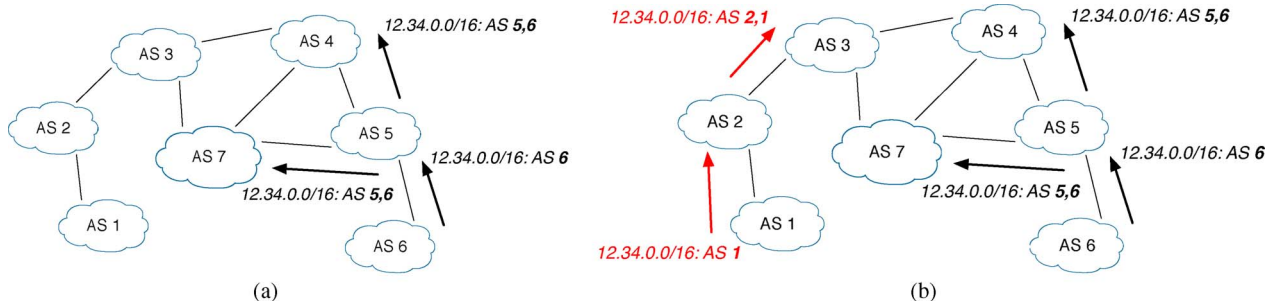 12.34.0.0/16: AS 5,6
AS 4
AS 3
AS 2
AS 5
AS 7
12.34.0.0/16: AS 6
12.34.0.0/16: AS 5,6
AS 1
AS 6
(a)
12.34.0.0/16: AS 2,1
12.34.0.0/16: AS 5,6
AS 4
AS 3
AS 2
AS 5
AS 7
12.34.0.0/16: AS 6
12.34.0.0/16: AS 5,6
AS 1
AS 6
12.34.0.0/16: AS 1
(b)